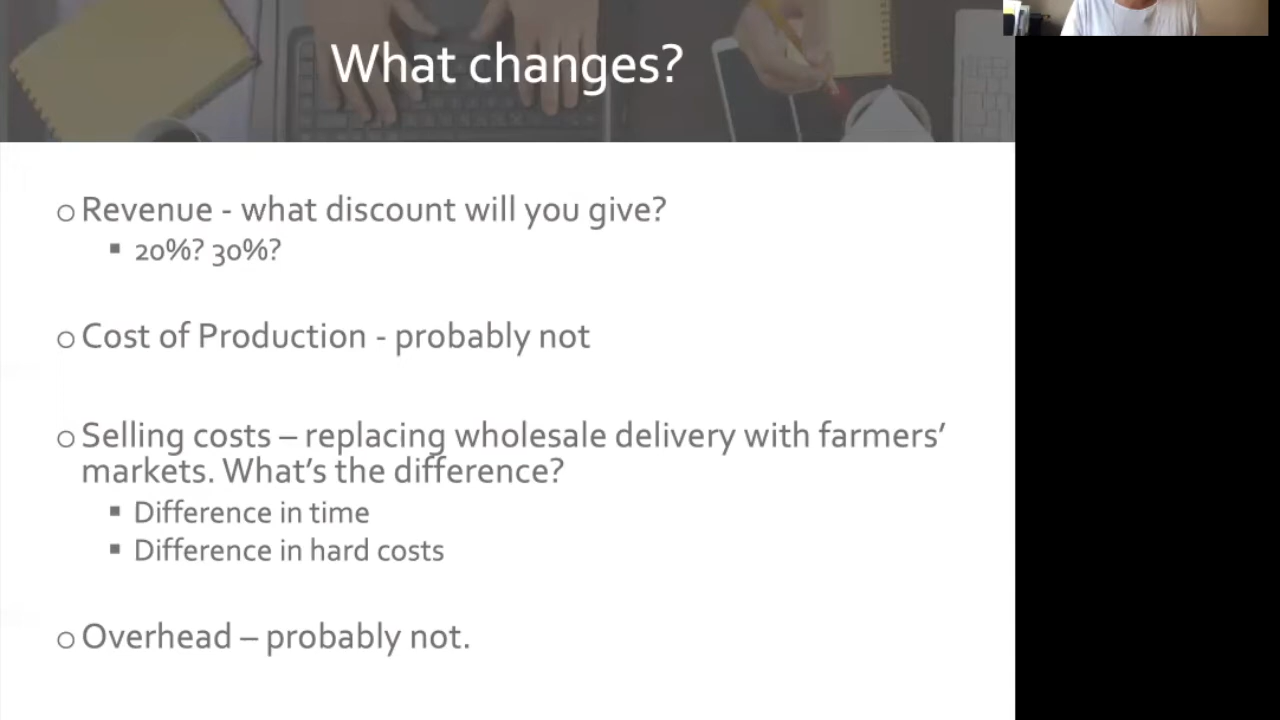 What changes?
o Revenue - what discount will you give?
▪ 20%? 30%?
o Cost of Production - probably not
o Selling costs – replacing wholesale delivery with farmers’
markets. What’s the difference?
▪ Difference in time
▪ Difference in hard costs
o Overhead – probably not.